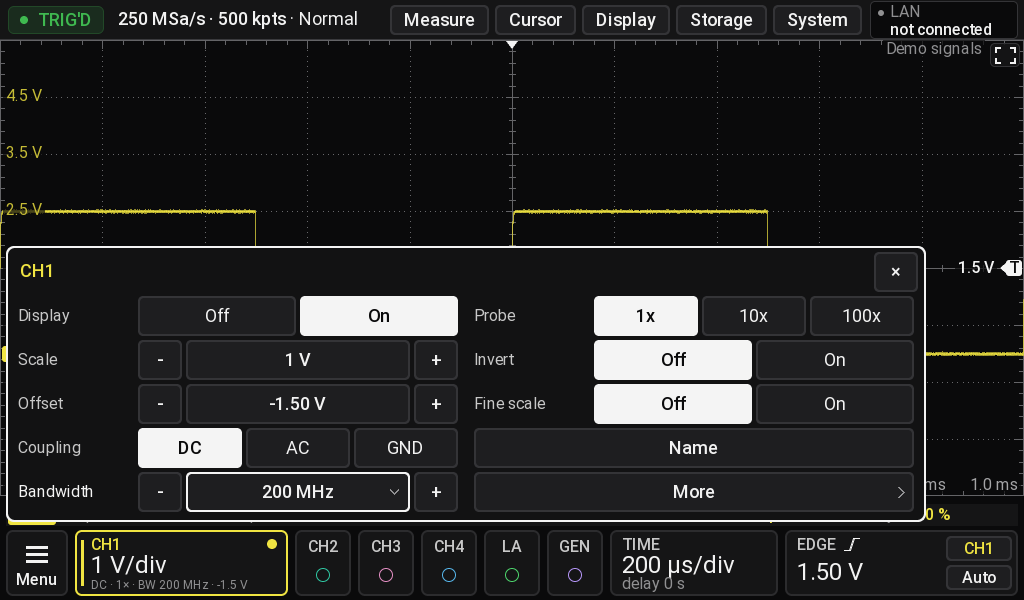 TRIG'D
250 MSa/s · 500 kpts · Normal
Measure
Cursor
Display
Storage
System
LAN
not connected
Demo signals
4.5 V
3.5 V
2.5 V
1.5 V
T
CH1
×
Display
Off
On
Probe
1x
10x
100x
Scale
-
1 V
+
Invert
Off
On
Offset
-
-1.50 V
+
Fine scale
Off
On
Coupling
DC
AC
GND
Name
Bandwidth
-
200 MHz
+
More
ms
1.0 ms
0 %
Menu
CH1
1 V/div
DC · 1× · BW 200 MHz · -1.5 V
CH2
CH3
CH4
LA
GEN
TIME
200 µs/div
delay 0 s
EDGE
1.50 V
CH1
Auto